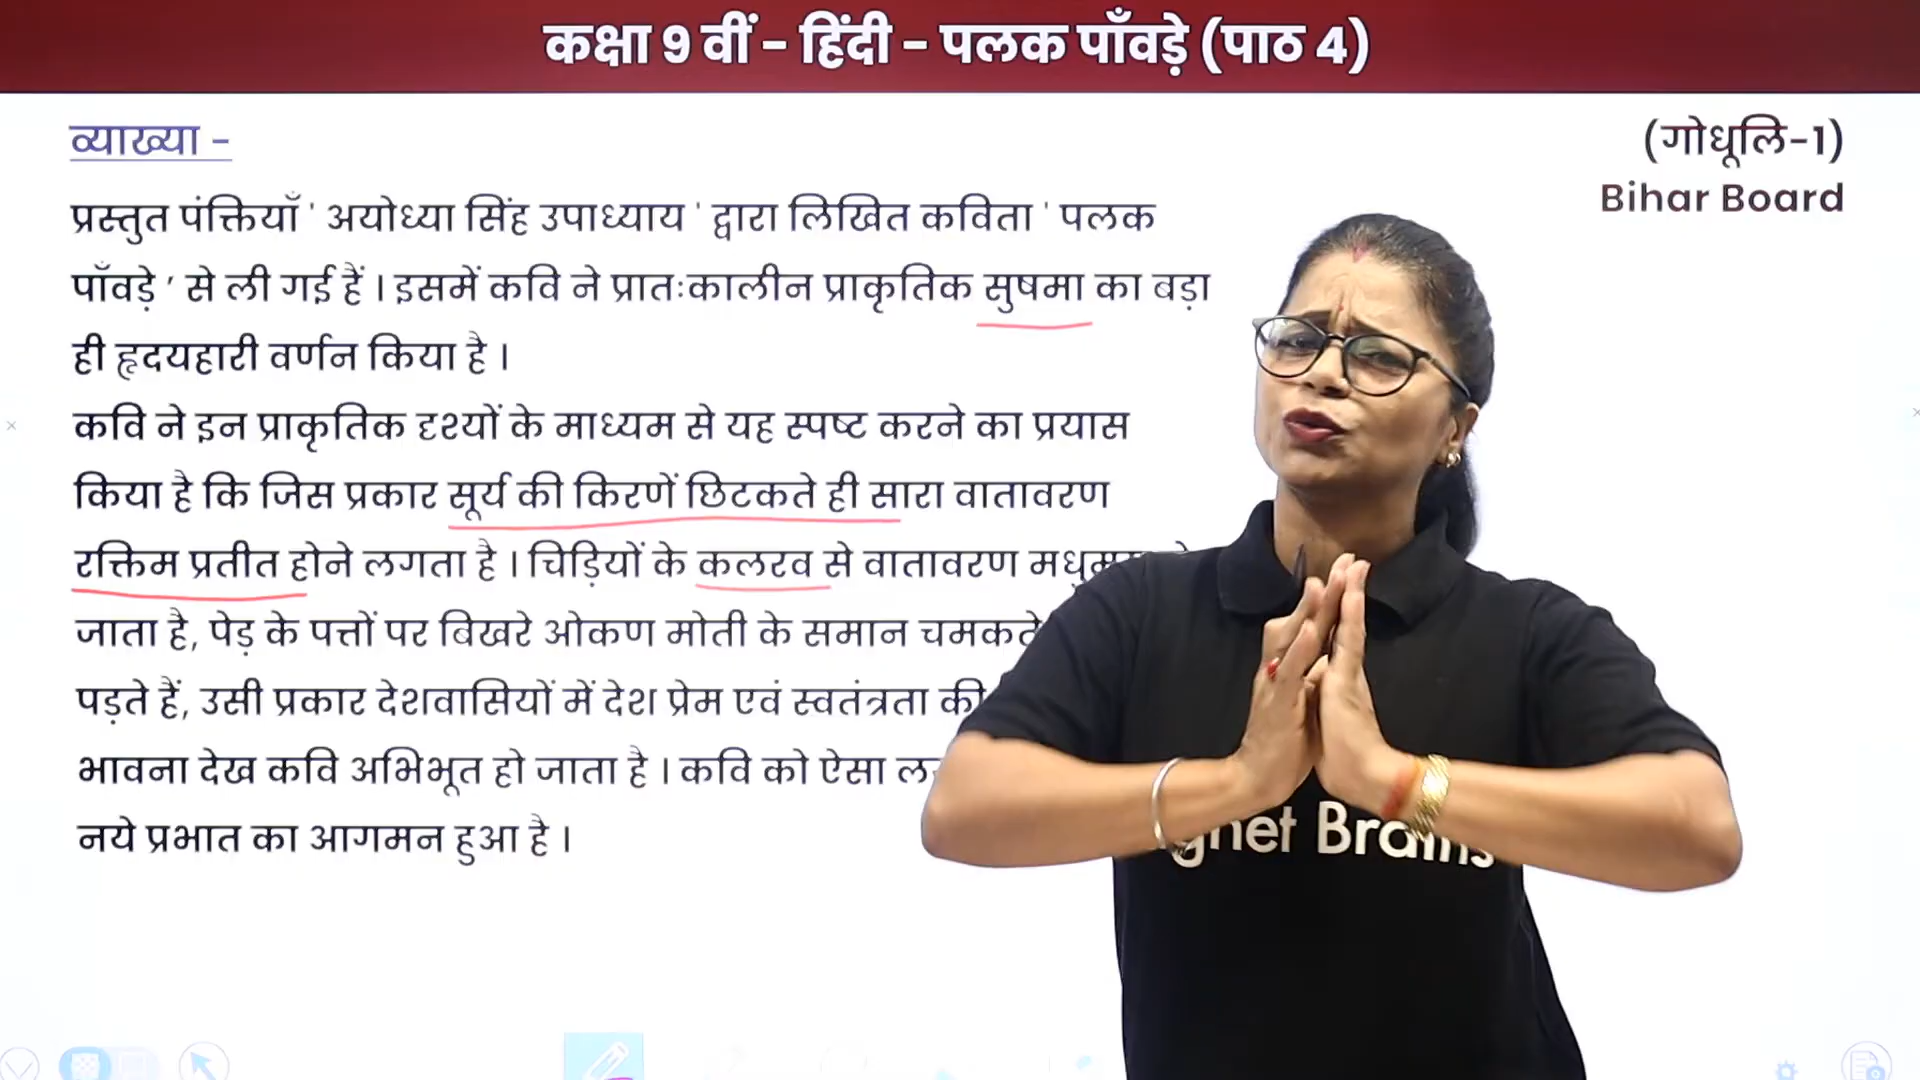 कक्षा 9 वीं - हिंदी - पलक पाँवड़े (पाठ 4)
व्याख्या -
(गोधूलि-1)
Bihar Board
प्रस्तुत पंक्तियाँ ' अयोध्या सिंह उपाध्याय ' द्वारा लिखित कविता ' पलक
पाँवड़े ' से ली गई हैं । इसमें कवि ने प्रातःकालीन प्राकृतिक सुषमा का बड़ा
ही हृदयहारी वर्णन किया है ।
कवि ने इन प्राकृतिक दृश्यों के माध्यम से यह स्पष्ट करने का प्रयास
किया है कि जिस प्रकार सूर्य की किरणें छिटकते ही सारा वातावरण
रक्तिम प्रतीत होने लगता है । चिड़ियों के कलरव से वातावरण
जाता है, पेड़ के पत्तों पर बिखरे ओकण मोती के समान चमकते
पड़ते हैं, उसी प्रकार देशवासियों में देश प्रेम एवं स्वतंत्रता की
भावना देख कवि अभिभूत हो जाता है । कवि को ऐसा
नये प्रभात का आगमन हुआ है ।
Brains